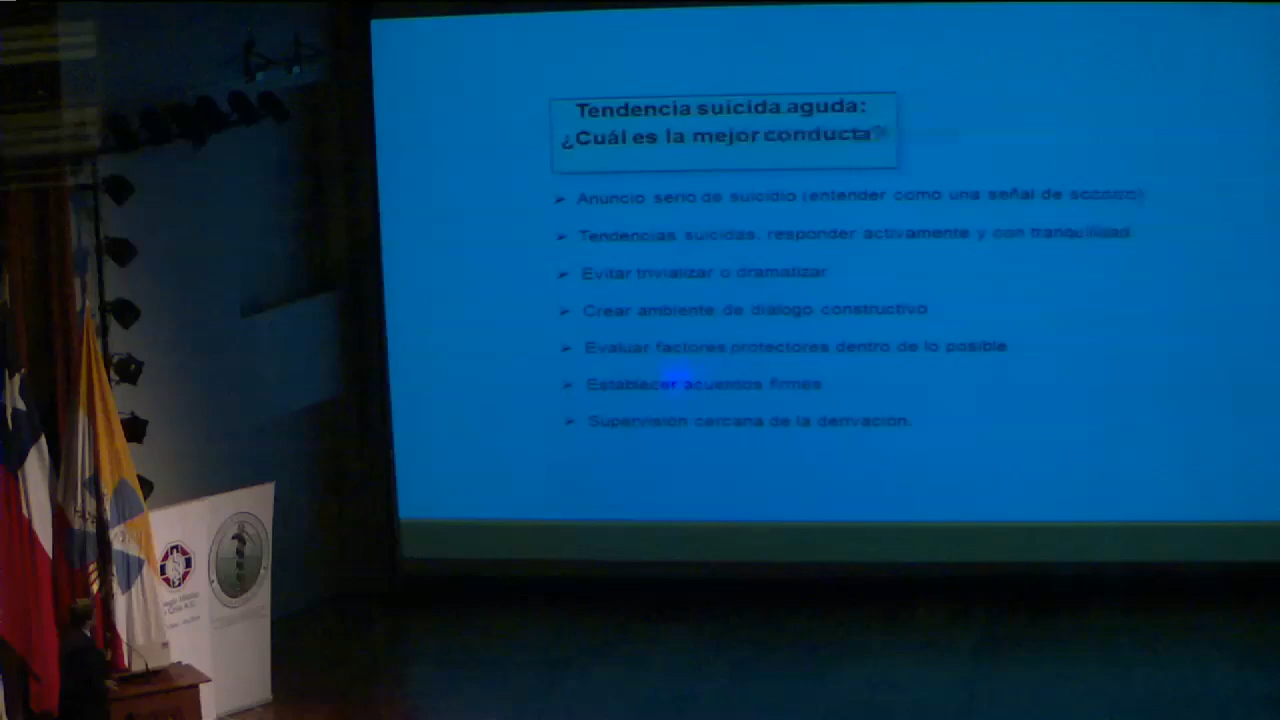 Tendencia suicida aguda:
¿Cuál es la mejor conducta?
Anuncio serio de suicidio (entender como una señal de socorro)
Tendencias suicidas, responder activamente y con tranquilidad
Evitar trivializar o dramatizar
Crear ambiente de dialogo constructivo
Evaluar factores protectores dentro de lo posible
Establecer acuerdos firmes
Supervisión cercana de la derivación.